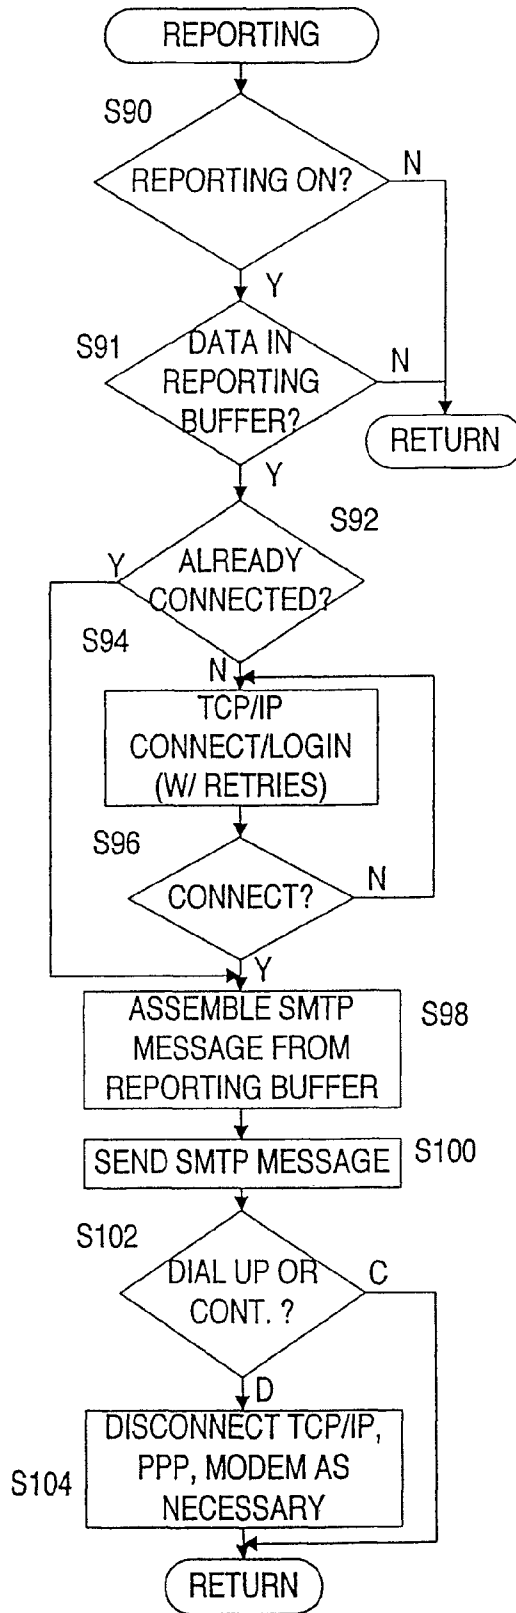 REPORTING
S90
REPORTING ON?
N
Y
S91
DATA IN
REPORTING
BUFFER?
N
RETURN
Y
S92
ALREADY
CONNECTED?
Y
S94
N
TCP/IP
CONNECT/LOGIN
(W/ RETRIES)
S96
CONNECT?
N
Y
ASSEMBLE SMTP
MESSAGE FROM
REPORTING BUFFER
S98
SEND SMTP MESSAGE
S100
S102
DIAL UP OR
CONT. ?
C
D
DISCONNECT TCP/IP,
PPP, MODEM AS
NECESSARY
S104
RETURN